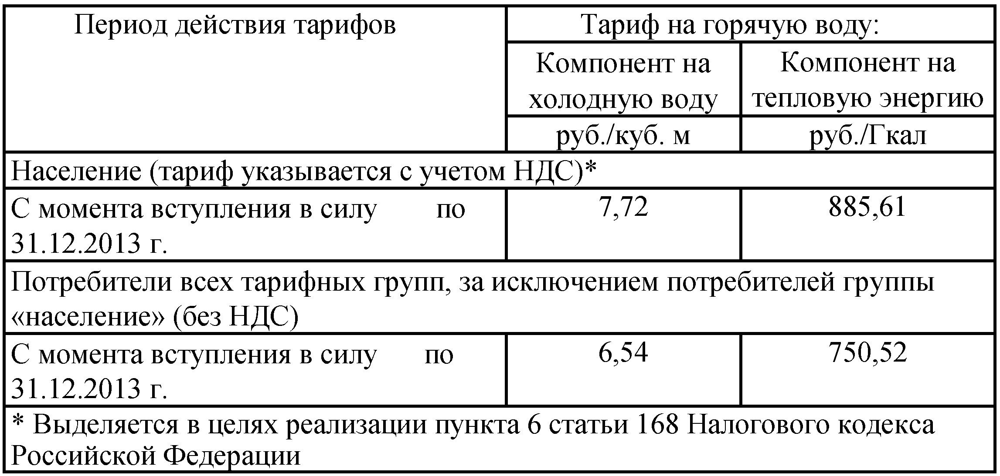 Период действия тарифов
Тариф на горячую воду:
Компонент на
холодную воду
Компонент на
тепловую энергию
руб./куб. м
руб./Гкал
Население (тариф указывается с учетом НДС)*
С момента вступления в силу по
31.12.2013 г.
7,72
885,61
Потребители всех тарифных групп, за исключением потребителей группы
«население» (без НДС)
С момента вступления в силу по
31.12.2013 г.
6,54
750,52
* Выделяется в целях реализации пункта 6 статьи 168 Налогового кодекса
Российской Федерации